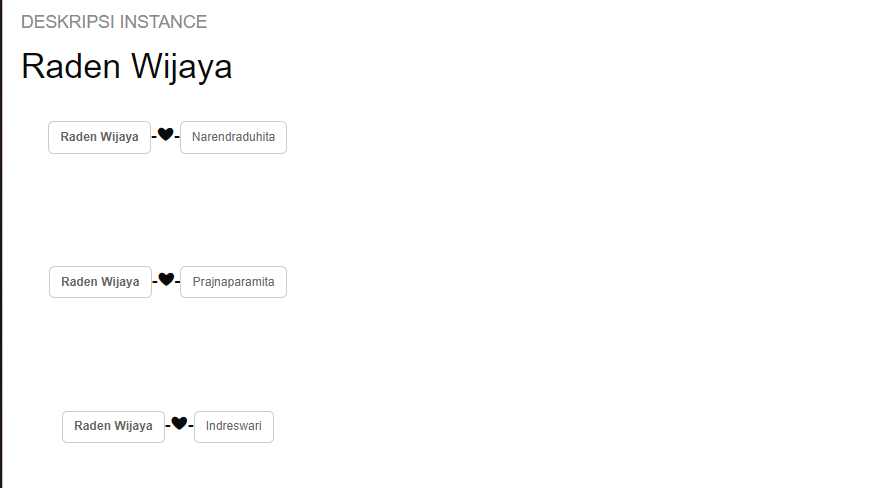 DESKRIPSI INSTANCE
Raden Wijaya
Raden Wijaya -♥- Narendraduhita
Raden Wijaya -♥- Prajnaparamita
Raden Wijaya -♥- Indreswari